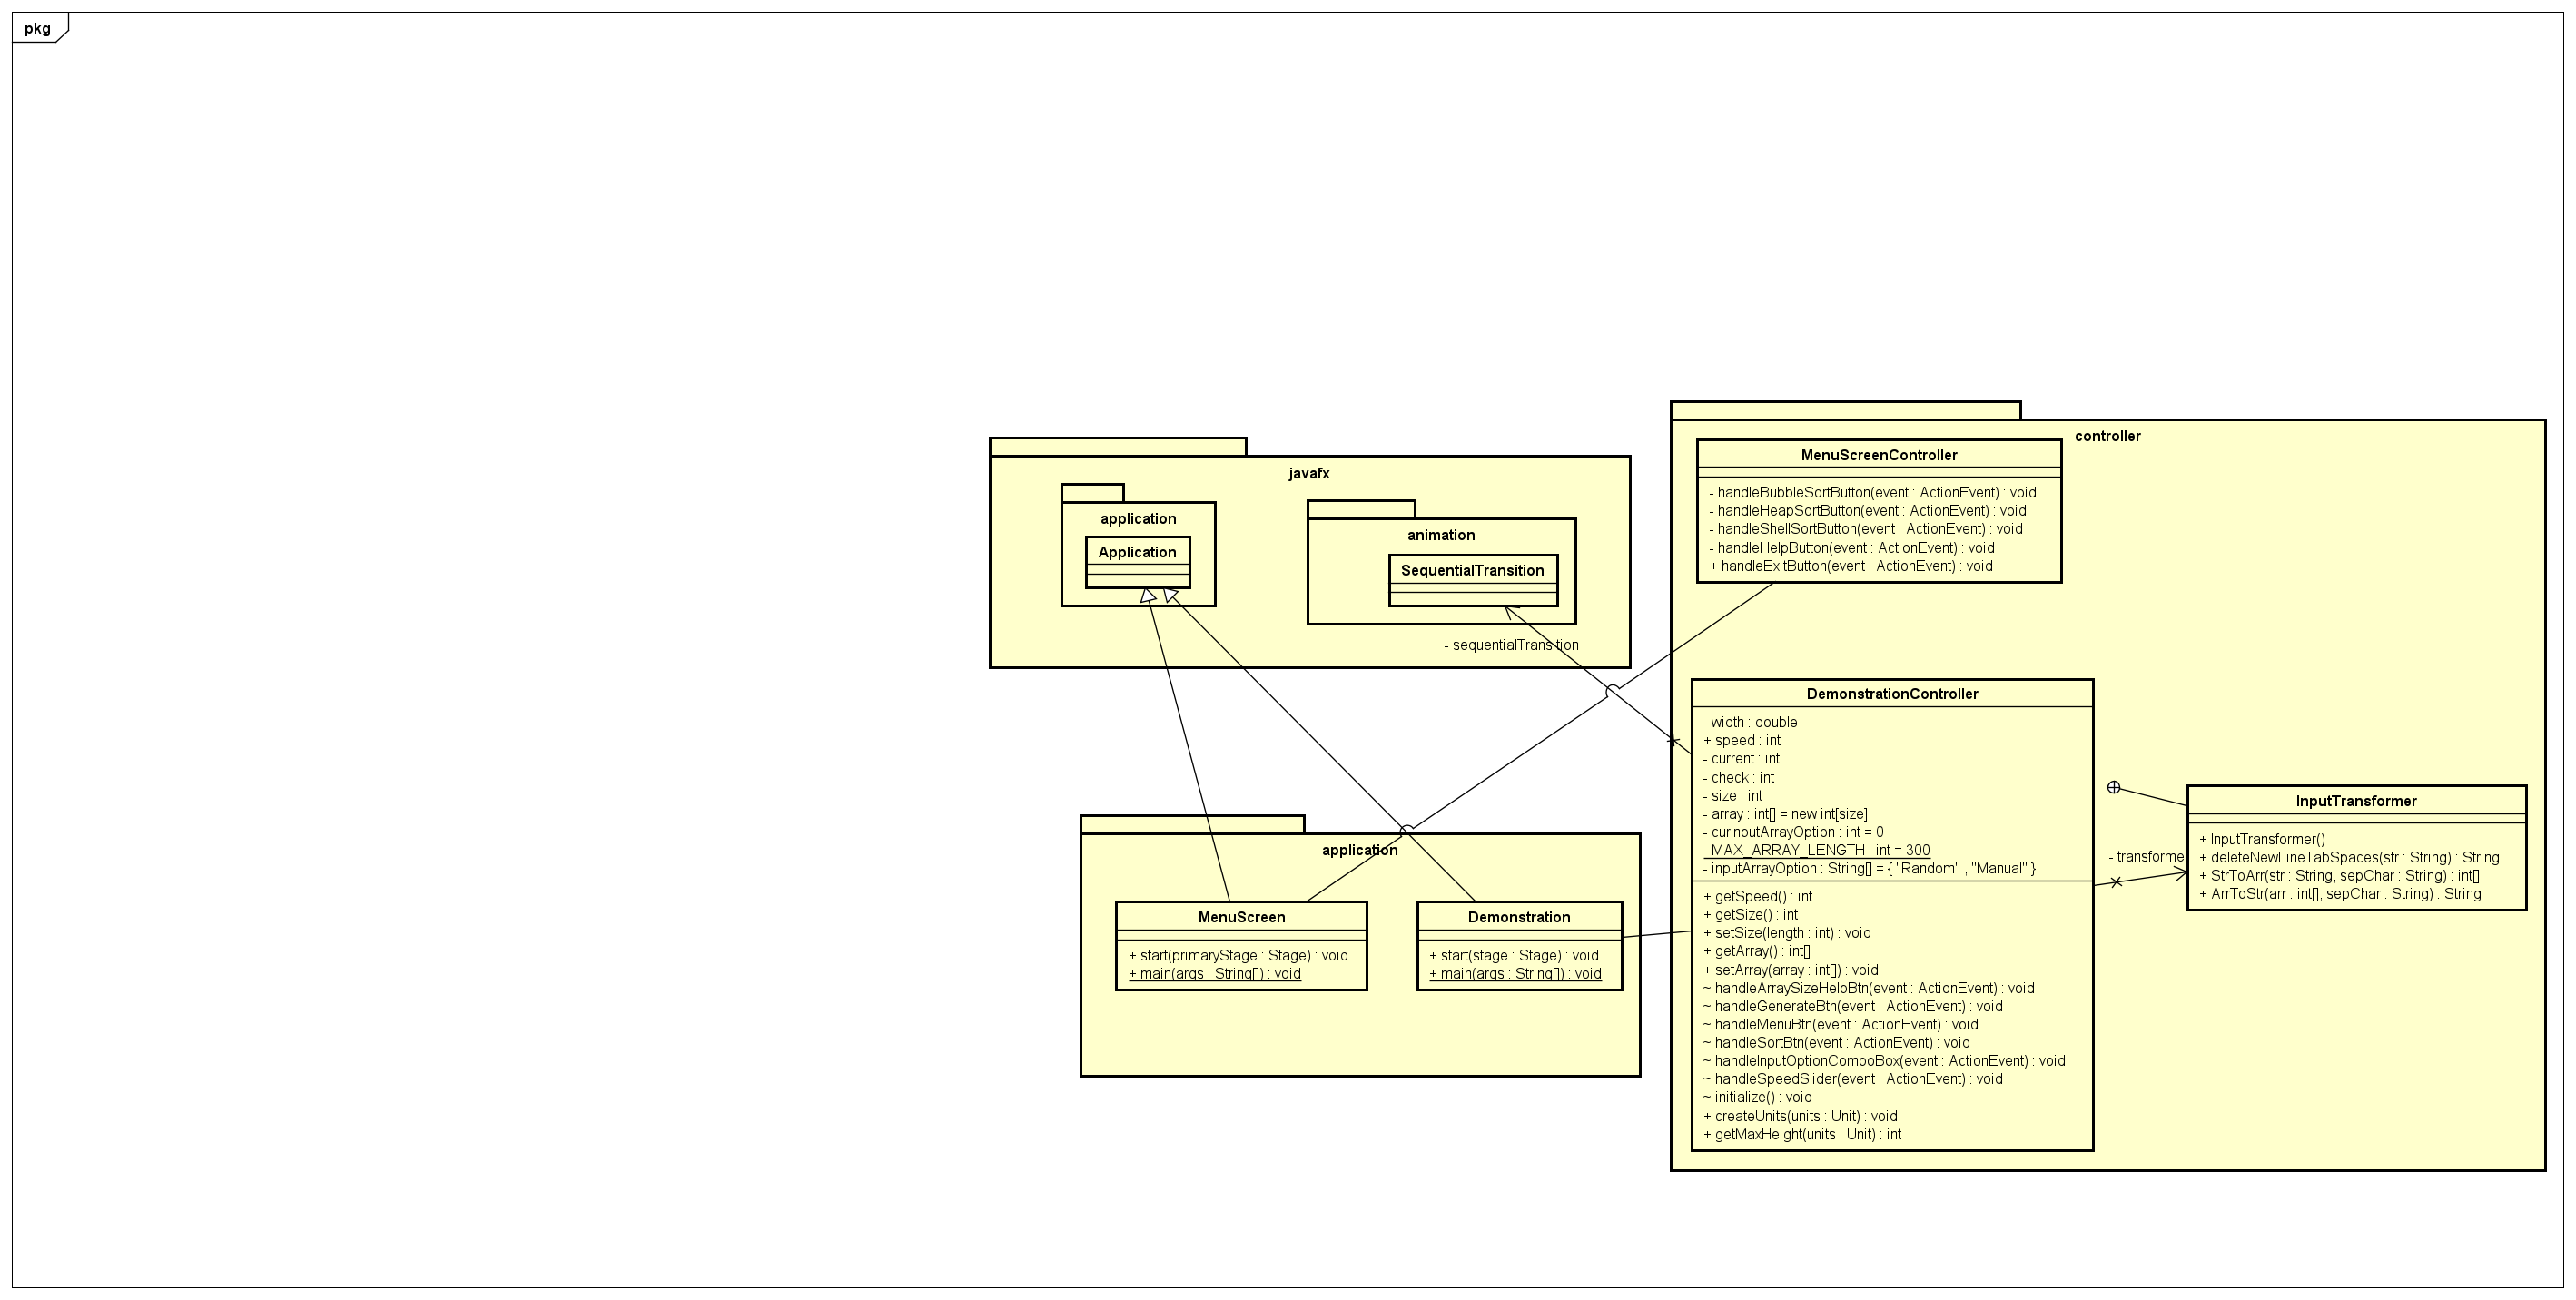 pkg
javafx
application
Application
animation
SequentialTransition
- sequentialTransition
controller
MenuScreenController
- handleBubbleSortButton(event : ActionEvent) : void
- handleHeapSortButton(event : ActionEvent) : void
- handleShellSortButton(event : ActionEvent) : void
- handleHelpButton(event : ActionEvent) : void
+ handleExitButton(event : ActionEvent) : void
DemonstrationController
- width : double
+ speed : int
- current : int
- check : int
- size : int
- array : int[] = new int[size]
- curInputArrayOption : int = 0
- MAX_ARRAY_LENGTH : int = 300
- inputArrayOption : String[] = { "Random" , "Manual" }
+ getSpeed() : int
+ getSize() : int
+ setSize(length : int) : void
+ getArray() : int[]
+ setArray(array : int[]) : void
~ handleArraySizeHelpBtn(event : ActionEvent) : void
~ handleGenerateBtn(event : ActionEvent) : void
~ handleMenuBtn(event : ActionEvent) : void
~ handleSortBtn(event : ActionEvent) : void
~ handleInputOptionComboBox(event : ActionEvent) : void
~ handleSpeedSlider(event : ActionEvent) : void
~ initialize() : void
+ createUnits(units : Unit) : void
+ getMaxHeight(units : Unit) : int
- transformer
InputTransformer
+ InputTransformer()
+ deleteNewLineTabSpaces(str : String) : String
+ StrToArr(str : String, sepChar : String) : int[]
+ ArrToStr(arr : int[], sepChar : String) : String
application
MenuScreen
+ start(primaryStage : Stage) : void
+ main(args : String[]) : void
Demonstration
+ start(stage : Stage) : void
+ main(args : String[]) : void